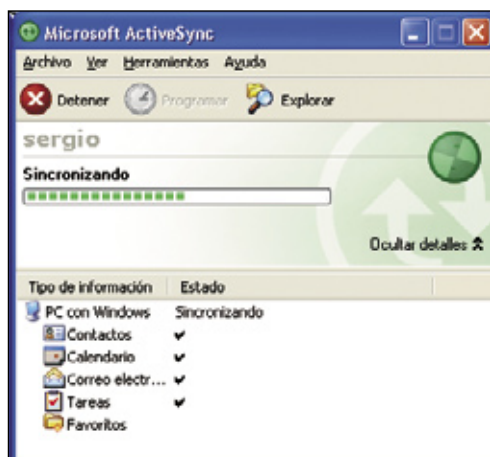 Microsoft ActiveSync
Archivo Ver Herramientas Ayuda
Detener Programar Explorar
sergio
Sincronizando
Ocultar detalles
Tipo de información Estado
PC con Windows Sincronizando
Contactos
Calendario
Correo electr...
Tareas
Favoritos